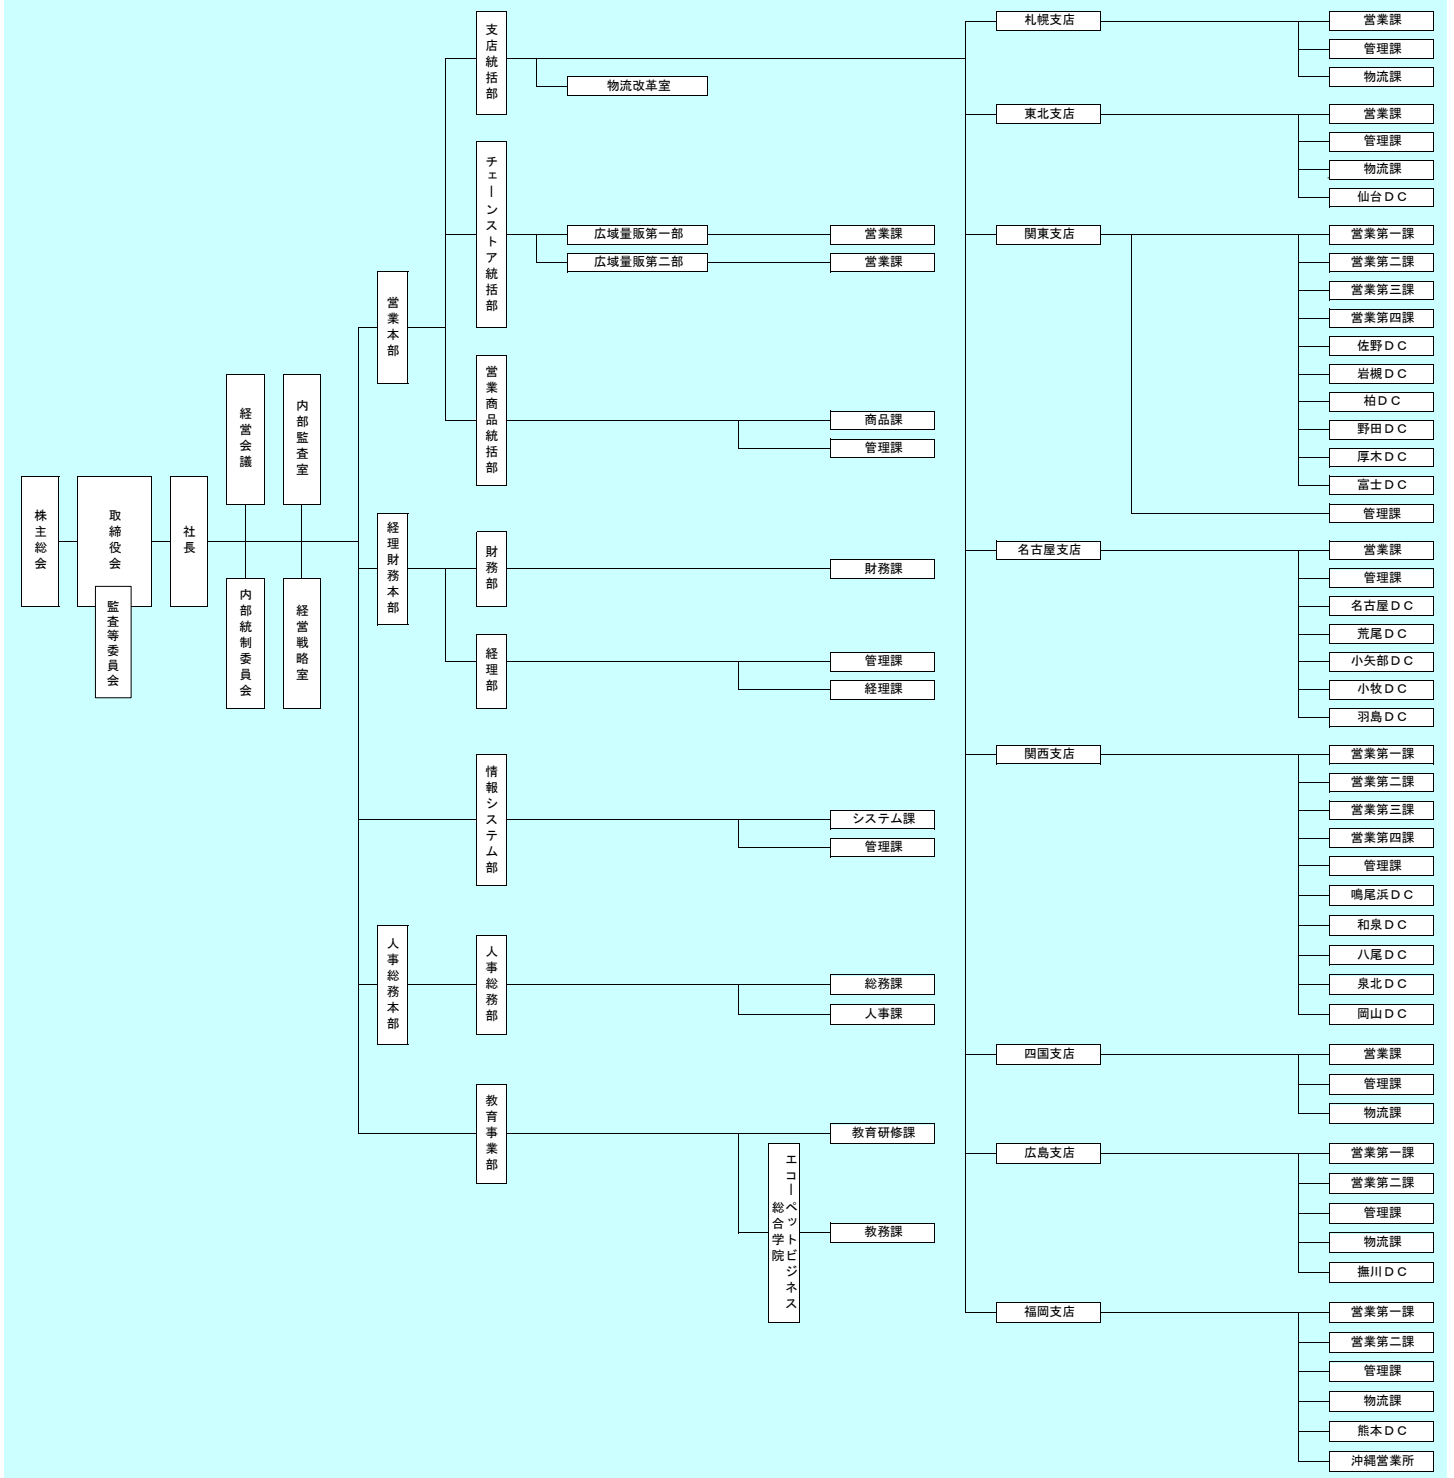 株主総会
取締役会
監査等委員会
社長
経営会議
内部監査室
内部統制委員会
経営戦略室
営業本部
経理財務本部
人事総務本部
支店統括部
物流改革室
チェーンストア統括部
広域量販第一部
営業課
広域量販第二部
営業課
営業商品統括部
商品課
管理課
財務部
財務課
経理部
管理課
経理課
情報システム部
システム課
管理課
人事総務部
総務課
人事課
教育事業部
教育研修課
エコーペットビジネス
総合学院
教務課
札幌支店
営業課
管理課
物流課
東北支店
営業課
管理課
物流課
仙台ＤＣ
関東支店
営業第一課
営業第二課
営業第三課
営業第四課
佐野ＤＣ
岩槻ＤＣ
柏ＤＣ
野田ＤＣ
厚木ＤＣ
富士ＤＣ
管理課
名古屋支店
営業課
管理課
名古屋ＤＣ
荒尾ＤＣ
小矢部ＤＣ
小牧ＤＣ
羽島ＤＣ
関西支店
営業第一課
営業第二課
営業第三課
営業第四課
管理課
鳴尾浜ＤＣ
和泉ＤＣ
八尾ＤＣ
泉北ＤＣ
岡山ＤＣ
四国支店
営業課
管理課
物流課
広島支店
営業第一課
営業第二課
管理課
物流課
撫川ＤＣ
福岡支店
営業第一課
営業第二課
管理課
物流課
熊本ＤＣ
沖縄営業所